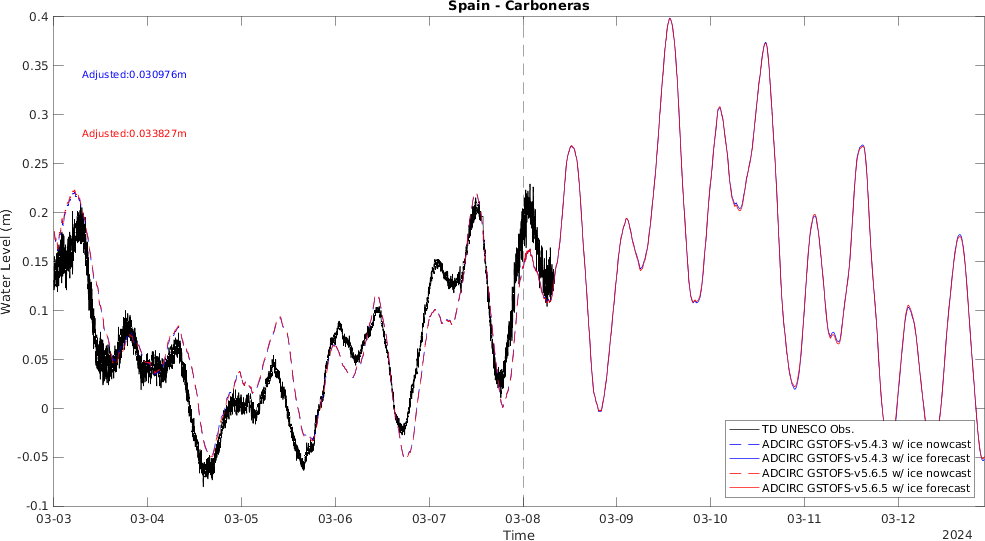 Spain - Carboneras
0.4
0.35
0.3
0.25
0.2
0.15
0.1
0.05
0
-0.05
-0.1
Water Level (m)
Adjusted:0.030976m
Adjusted:0.033827m
TD UNESCO Obs.
ADCIRC GSTOFS-v5.4.3 w/ ice nowcast
ADCIRC GSTOFS-v5.4.3 w/ ice forecast
ADCIRC GSTOFS-v5.6.5 w/ ice nowcast
ADCIRC GSTOFS-v5.6.5 w/ ice forecast
03-03 03-04 03-05 03-06 03-07 03-08 03-09 03-10 03-11 03-12
Time
2024